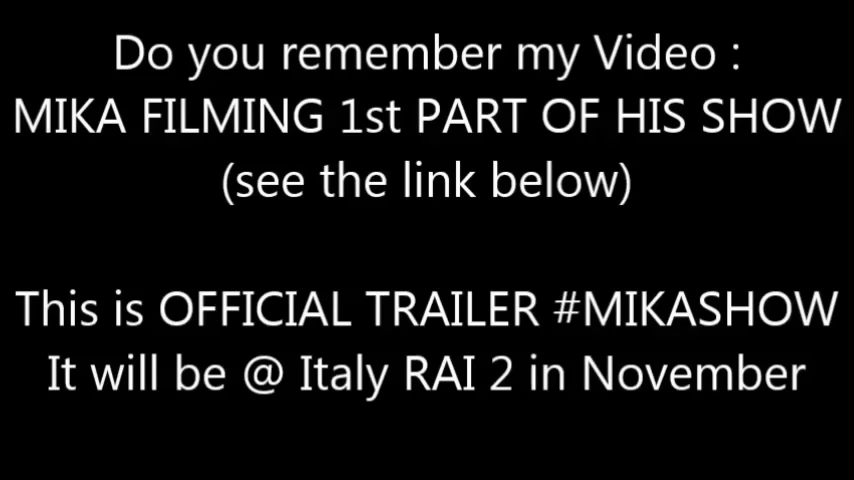 Do you remember my Video :
MIKA FILMING 1st PART OF HIS SHOW
(see the link below)
This is OFFICIAL TRAILER #MIKASHOW
It will be @ Italy RAI 2 in November